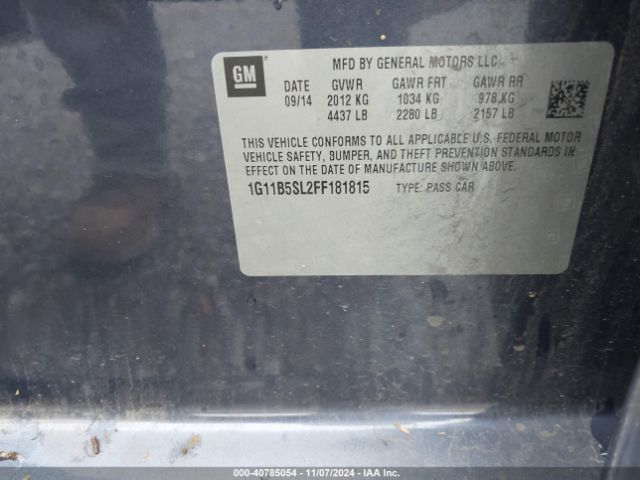 GM
MFD BY GENERAL MOTORS LLC
DATE GVWR GAWR FRT GAWR RR
09/14 2012 KG 1034 KG 978 KG
4437 LB 2280 LB 2157 LB
THIS VEHICLE CONFORMS TO ALL APPLICABLE U.S. FEDERAL MOTOR
VEHICLE SAFETY, BUMPER, AND THEFT PREVENTION STANDARDS IN
EFFECT ON THE DATE OF MANUFACTURE SHOWN ABOVE.
1G11B5SL2FF181815 TYPE: PASS CAR
000-40785054 - 11/07/2024 - IAA Inc.